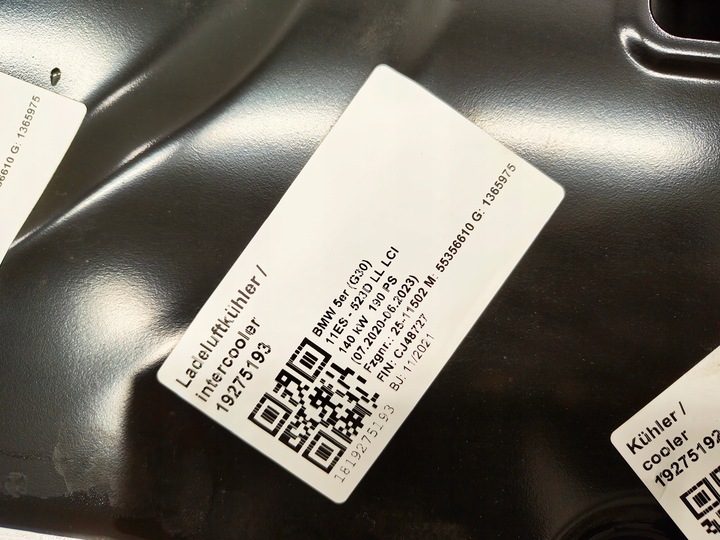 Ladeluftkühler /
intercooler
19275193
BMW 5er (G30)
11ES - 523D LL LCI
140 kW 190 PS
(07.2020-06.2023)
Fzgnr.: 25-11502 M: 55356610 G: 1365975
FIN: CJ48727
BJ: 11/2021
1819275193
G: 1365975
Kühler /
cooler